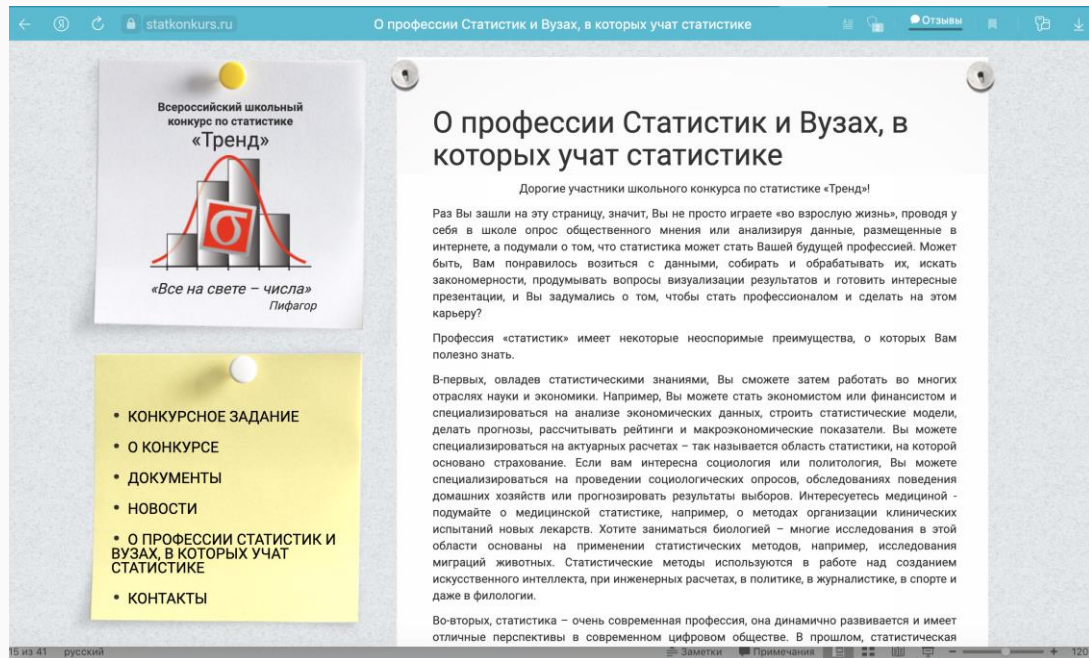 statkonkurs.ru
О профессии Статистик и Вузах, в которых учат статистике
Отзывы
Всероссийский школьный
конкурс по статистике
«Тренд»
σ
«Все на свете – числа»
Пифагор
• КОНКУРСНОЕ ЗАДАНИЕ
• О КОНКУРСЕ
• ДОКУМЕНТЫ
• НОВОСТИ
• О ПРОФЕССИИ СТАТИСТИК И
ВУЗАХ, В КОТОРЫХ УЧАТ
СТАТИСТИКЕ
• КОНТАКТЫ
О профессии Статистик и Вузах, в
которых учат статистике
Дорогие участники школьного конкурса по статистике «Тренд»!
Раз Вы зашли на эту страницу, значит, Вы не просто играете «во взрослую жизнь», проводя у
себя в школе опрос общественного мнения или анализируя данные, размещенные в
интернете, а подумали о том, что статистика может стать Вашей будущей профессией. Может
быть, Вам понравилось возиться с данными, собирать и обрабатывать их, искать
закономерности, продумывать вопросы визуализации результатов и готовить интересные
презентации, и Вы задумались о том, чтобы стать профессионалом и сделать на этом
карьеру?
Профессия «статистик» имеет некоторые неоспоримые преимущества, о которых Вам
полезно знать.
В-первых, овладев статистическими знаниями, Вы сможете затем работать во многих
отраслях науки и экономики. Например, Вы можете стать экономистом или финансистом и
специализироваться на анализе экономических данных, строить статистические модели,
делать прогнозы, рассчитывать рейтинги и макроэкономические показатели. Вы можете
специализироваться на актуарных расчетах – так называется область статистики, на которой
основано страхование. Если вам интересна социология или политология, Вы можете
специализироваться на проведении социологических опросов, обследованиях поведения
домашних хозяйств или прогнозировать результаты выборов. Интересуетесь медициной -
подумайте о медицинской статистике, например, о методах организации клинических
испытаний новых лекарств. Хотите заниматься биологией – многие исследования в этой
области основаны на применении статистических методов, например, исследования
миграций животных. Статистические методы используются в работе над созданием
искусственного интеллекта, при инженерных расчетах, в политике, в журналистике, в спорте и
даже в филологии.
Во-вторых, статистика – очень современная профессия, она динамично развивается и имеет
отличные перспективы в современном цифровом обществе. В прошлом, статистическая
15 из 41 русский Заметки Примечания 120